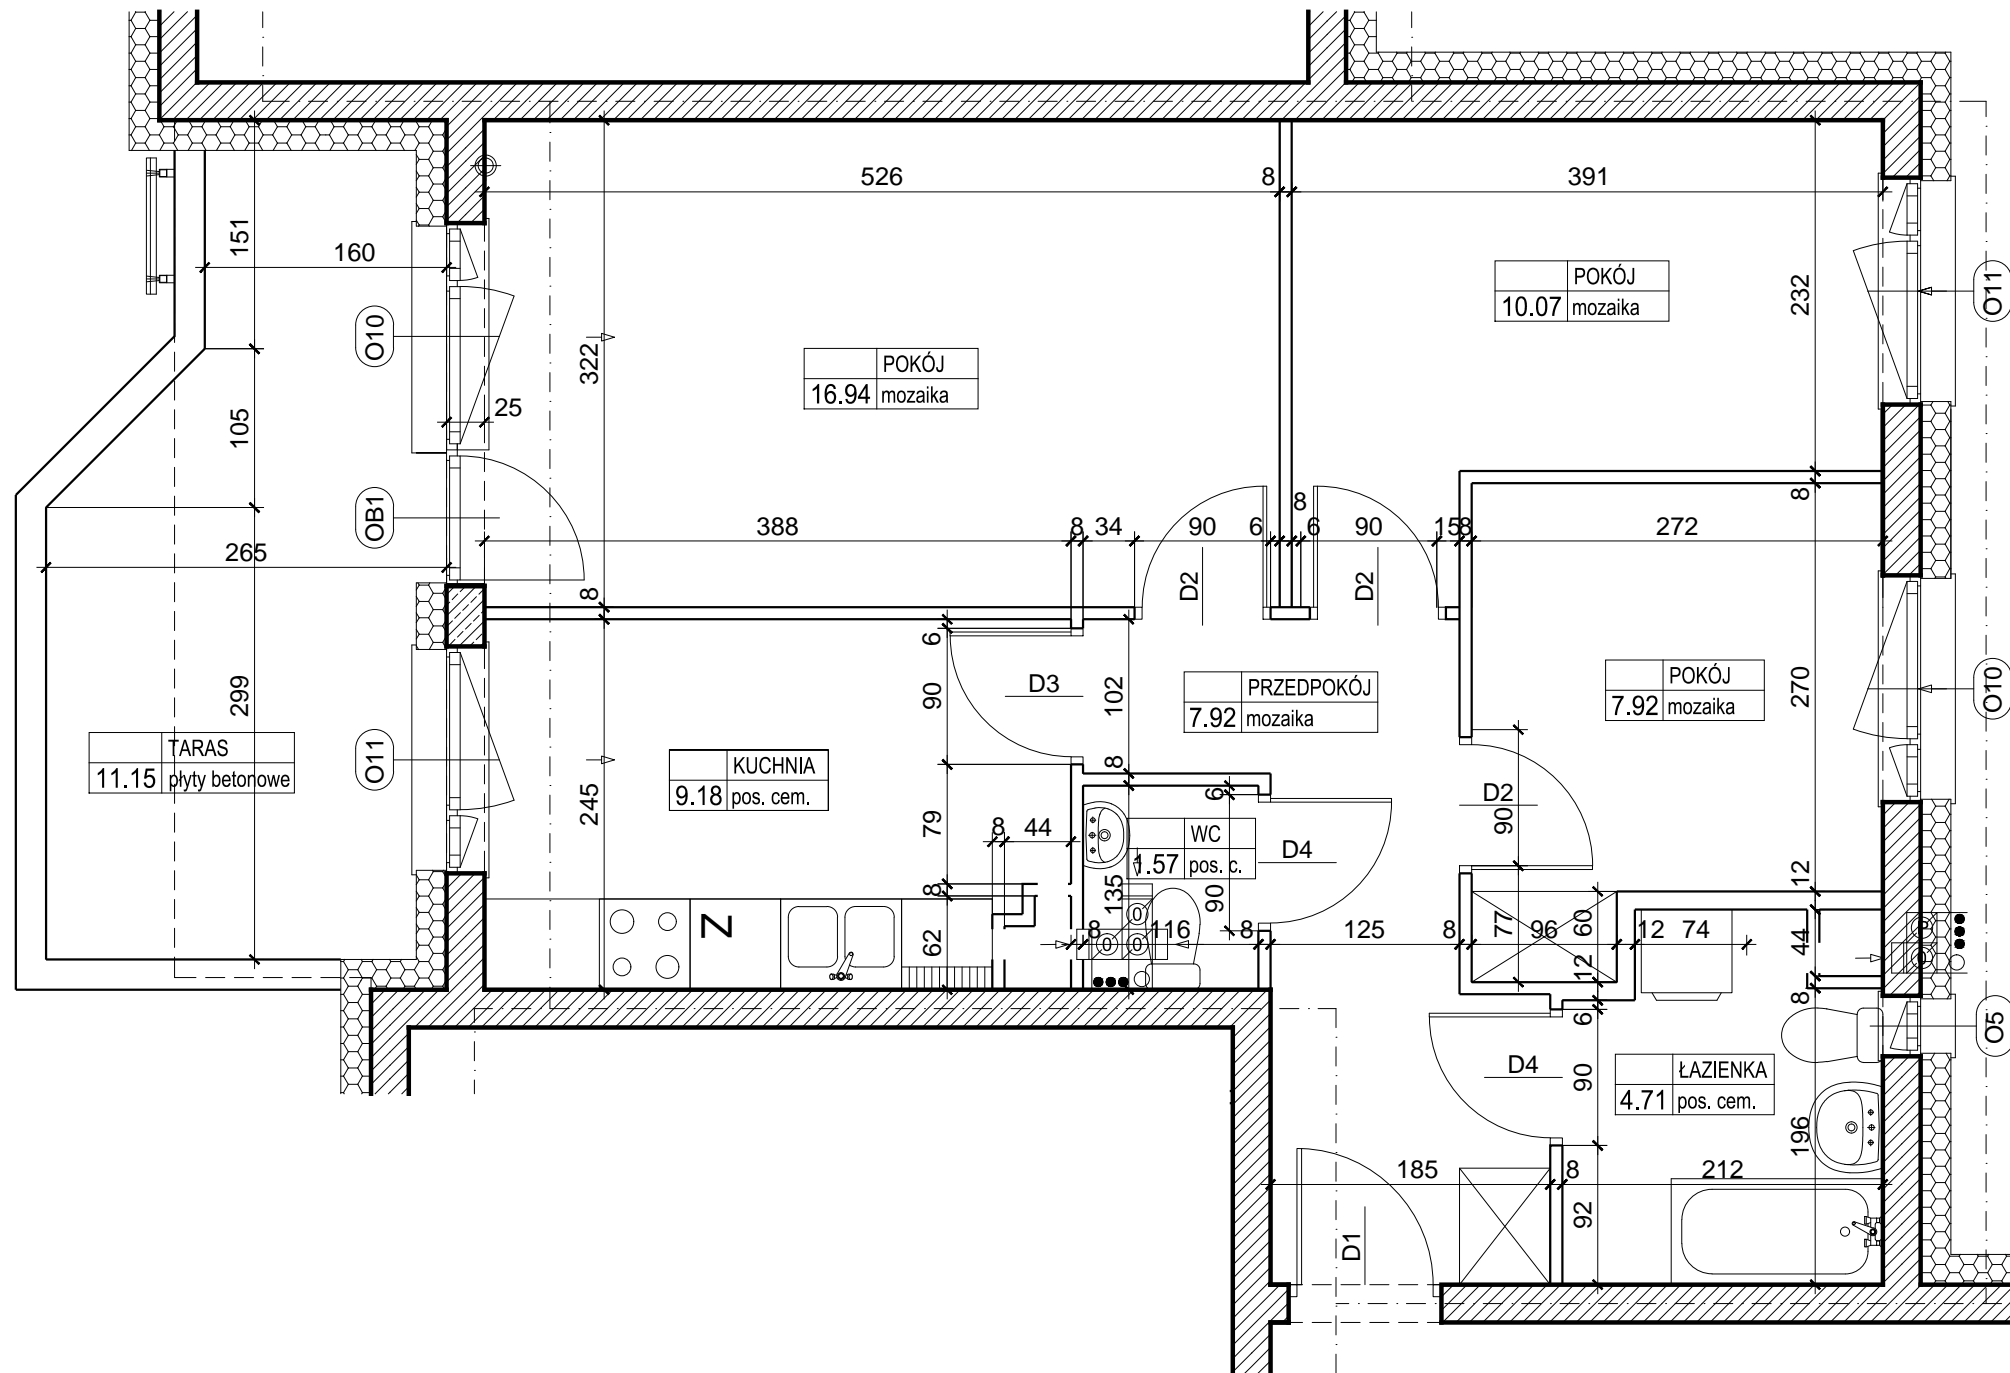 526
8
391
151
160
POKÓJ
10.07 mozaika
232
O11
O10
322
POKÓJ
16.94 mozaika
25
105
8
8
OB1
388
8
34
90
6
6
90
15
8
272
265
D2
D2
8
6
299
90
D3
102
PRZEDPOKÓJ
7.92 mozaika
POKÓJ
7.92 mozaika
270
O10
TARAS
11.15 płyty betonowe
O11
KUCHNIA
9.18 pos. cem.
245
8
6
D2
90
79
8
44
WC
1.57 pos. c.
D4
12
8
135
90
Z
62
8
116
8
125
8
77
96
60
12
74
44
12
8
6
O5
D4
90
ŁAZIENKA
4.71 pos. cem.
196
185
8
212
92
D1